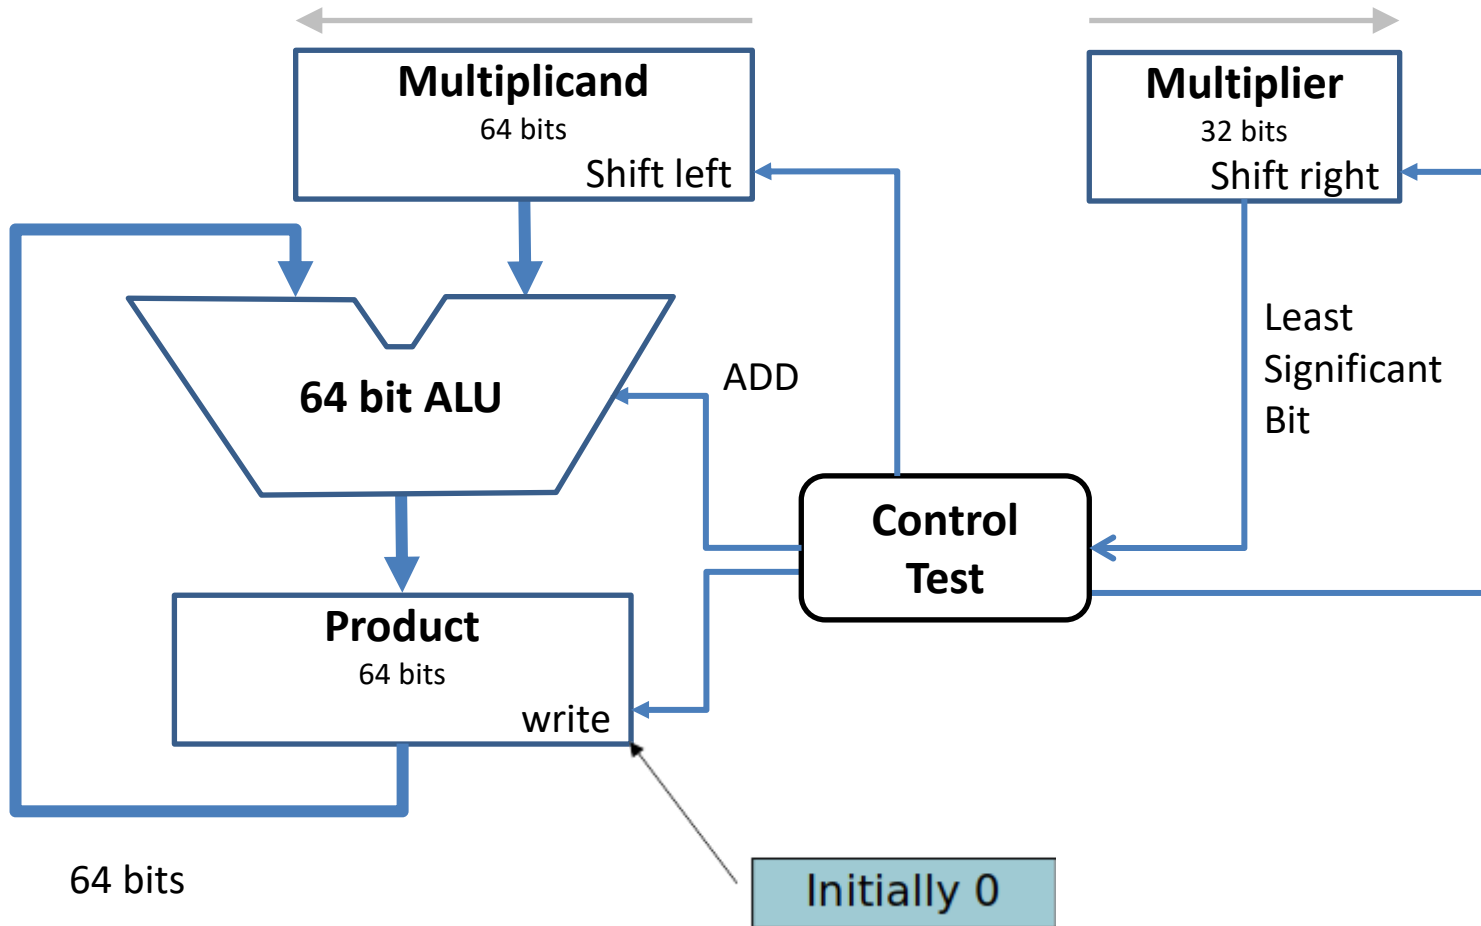 Multiplicand
64 bits
Shift left
Multiplier
32 bits
Shift right
Least
Significant
Bit
ADD
64 bit ALU
Control
Test
Product
64 bits
write
64 bits
Initially 0